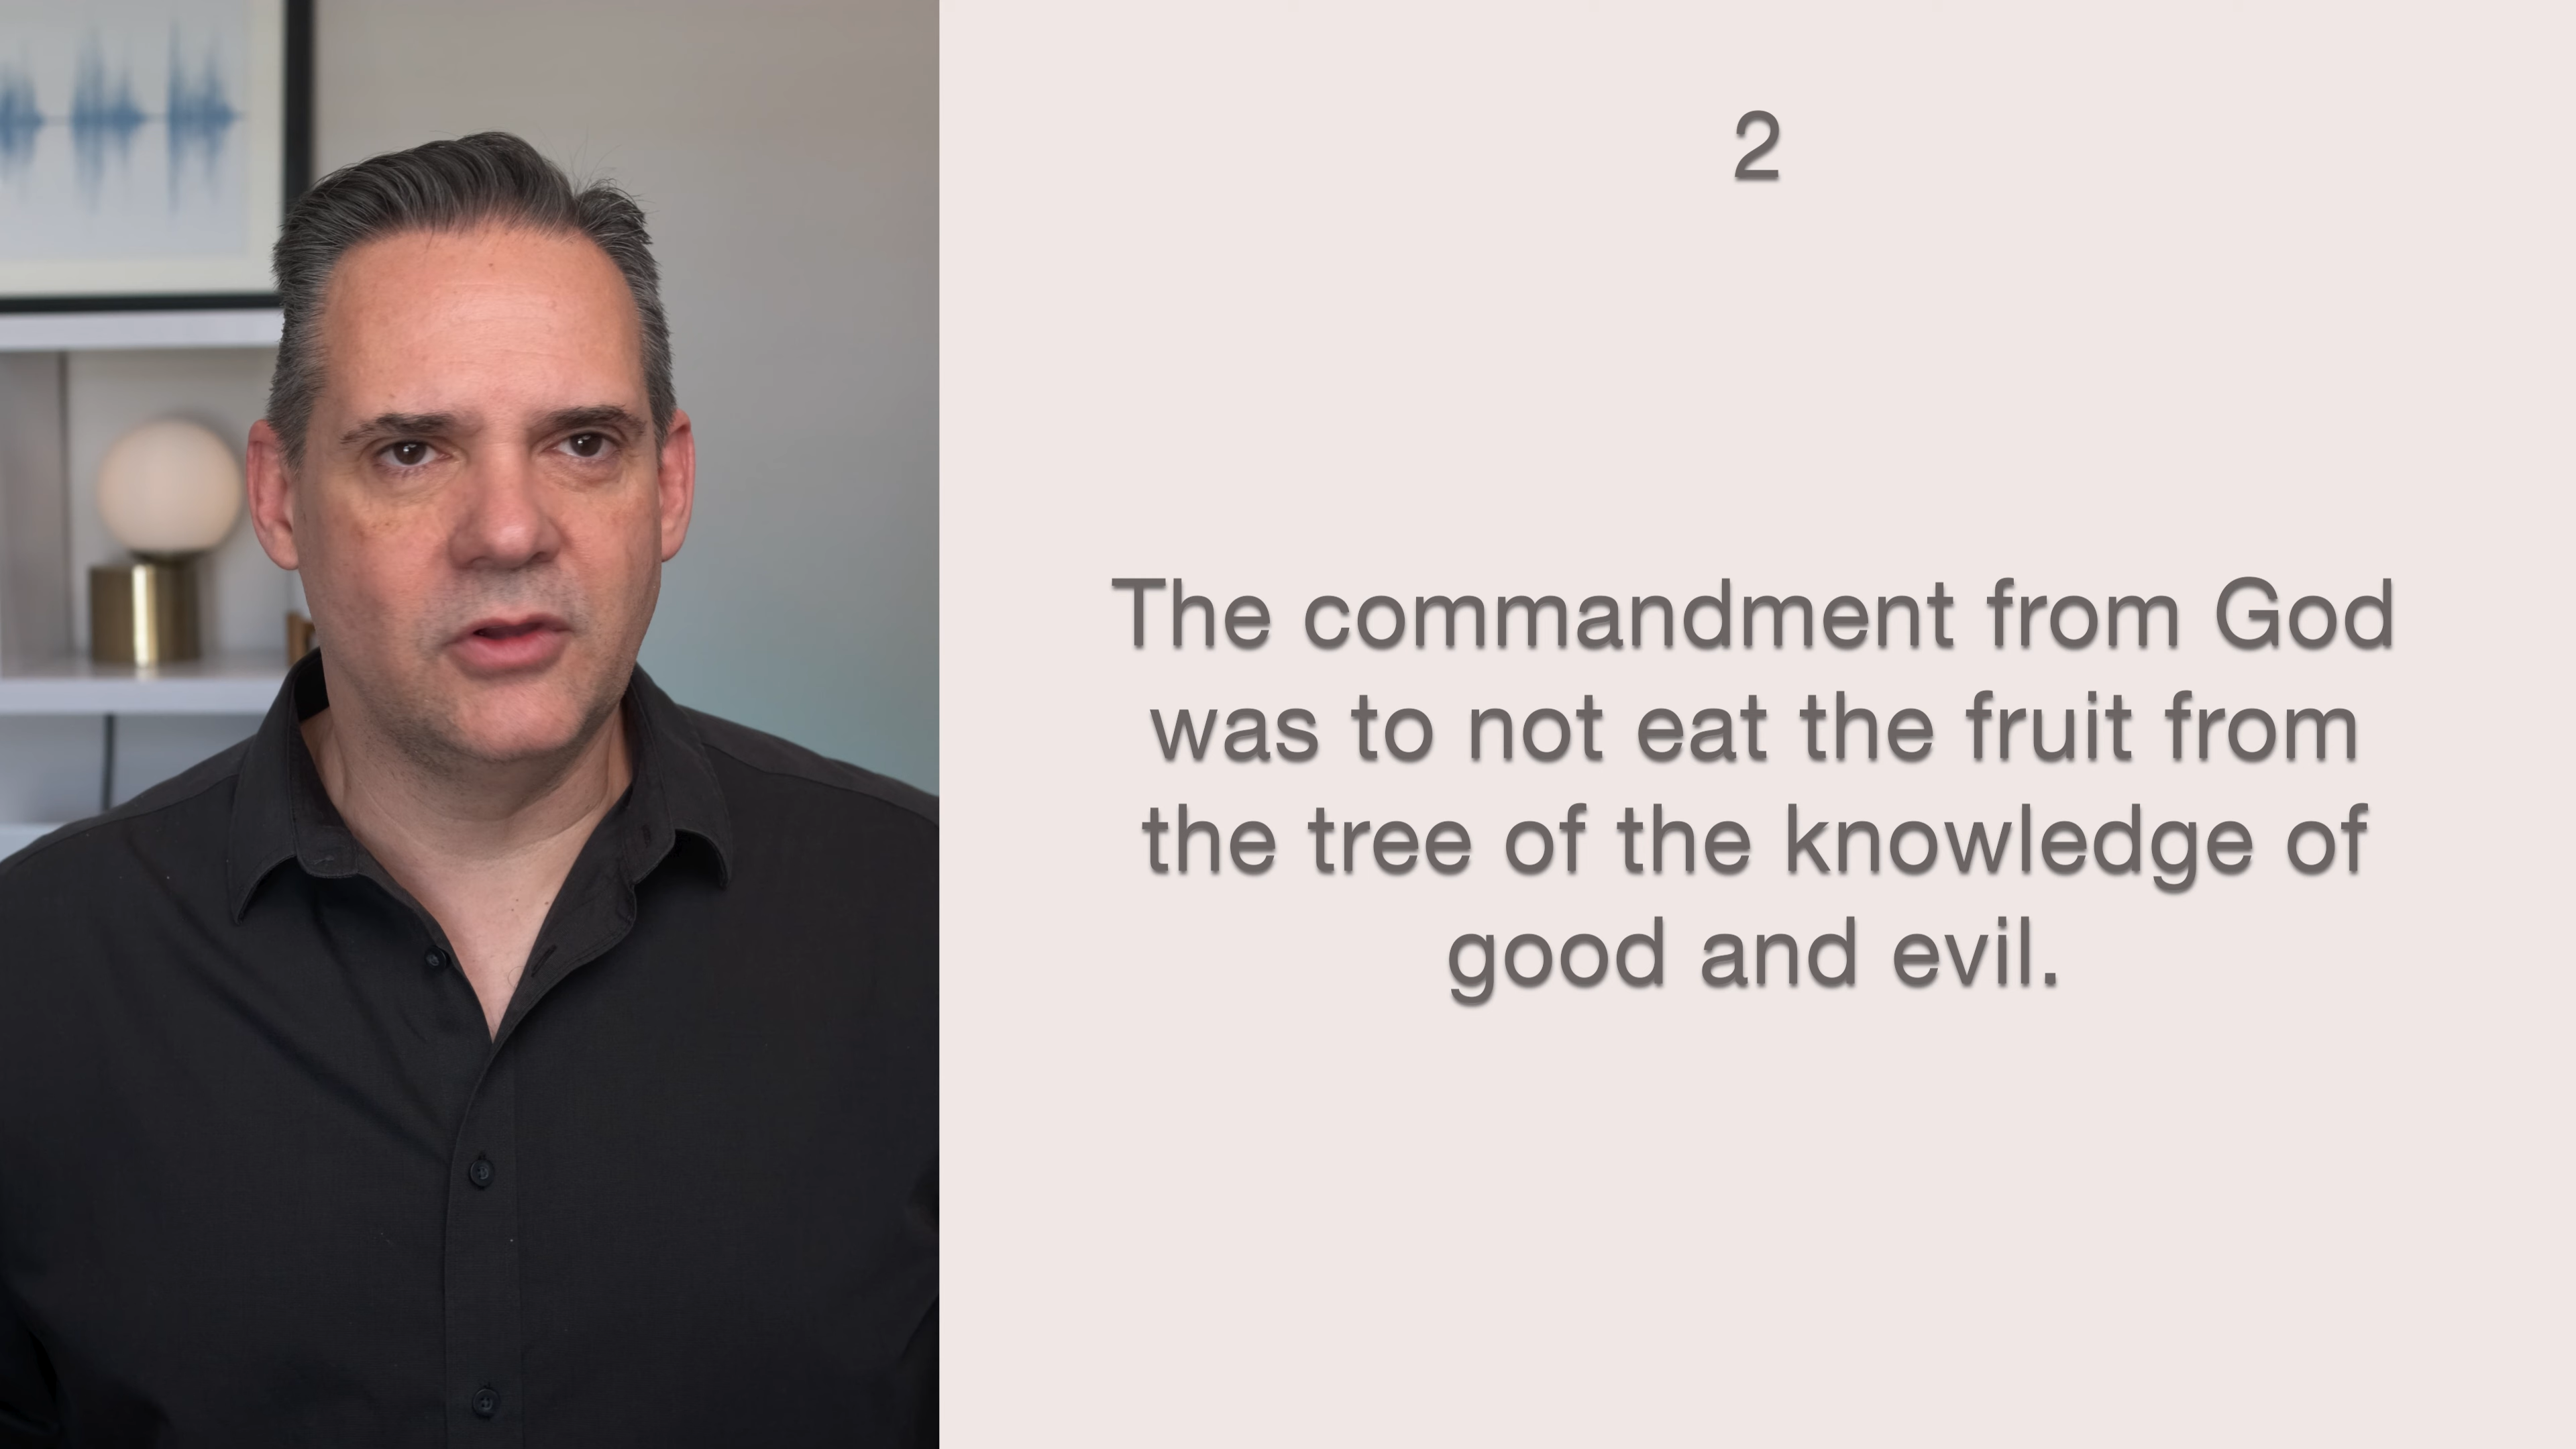 2
The commandment from God
was to not eat the fruit from
the tree of the knowledge of
good and evil.